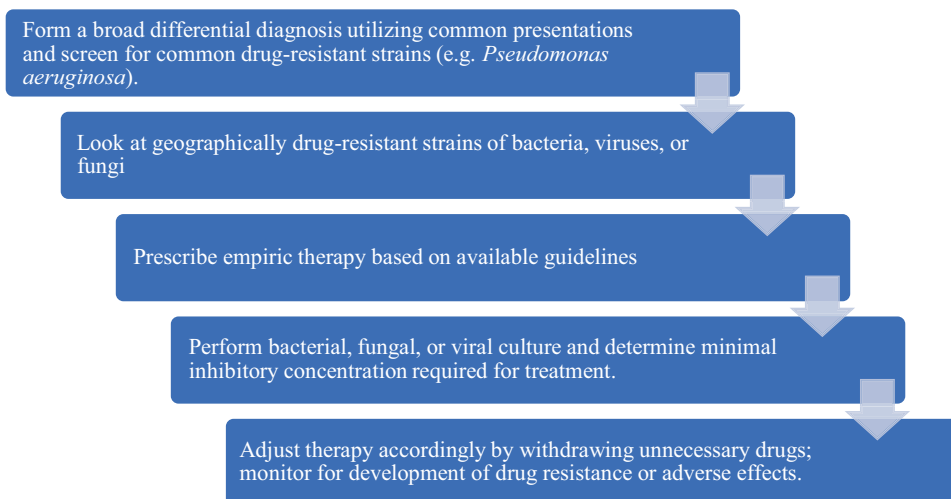 Form a broad differential diagnosis utilizing common presentations
and screen for common drug-resistant strains (e.g. Pseudomonas
aeruginosa).
Look at geographically drug-resistant strains of bacteria, viruses, or
fungi
Prescribe empiric therapy based on available guidelines
Perform bacterial, fungal, or viral culture and determine minimal
inhibitory concentration required for treatment.
Adjust therapy accordingly by withdrawing unnecessary drugs;
monitor for development of drug resistance or adverse effects.